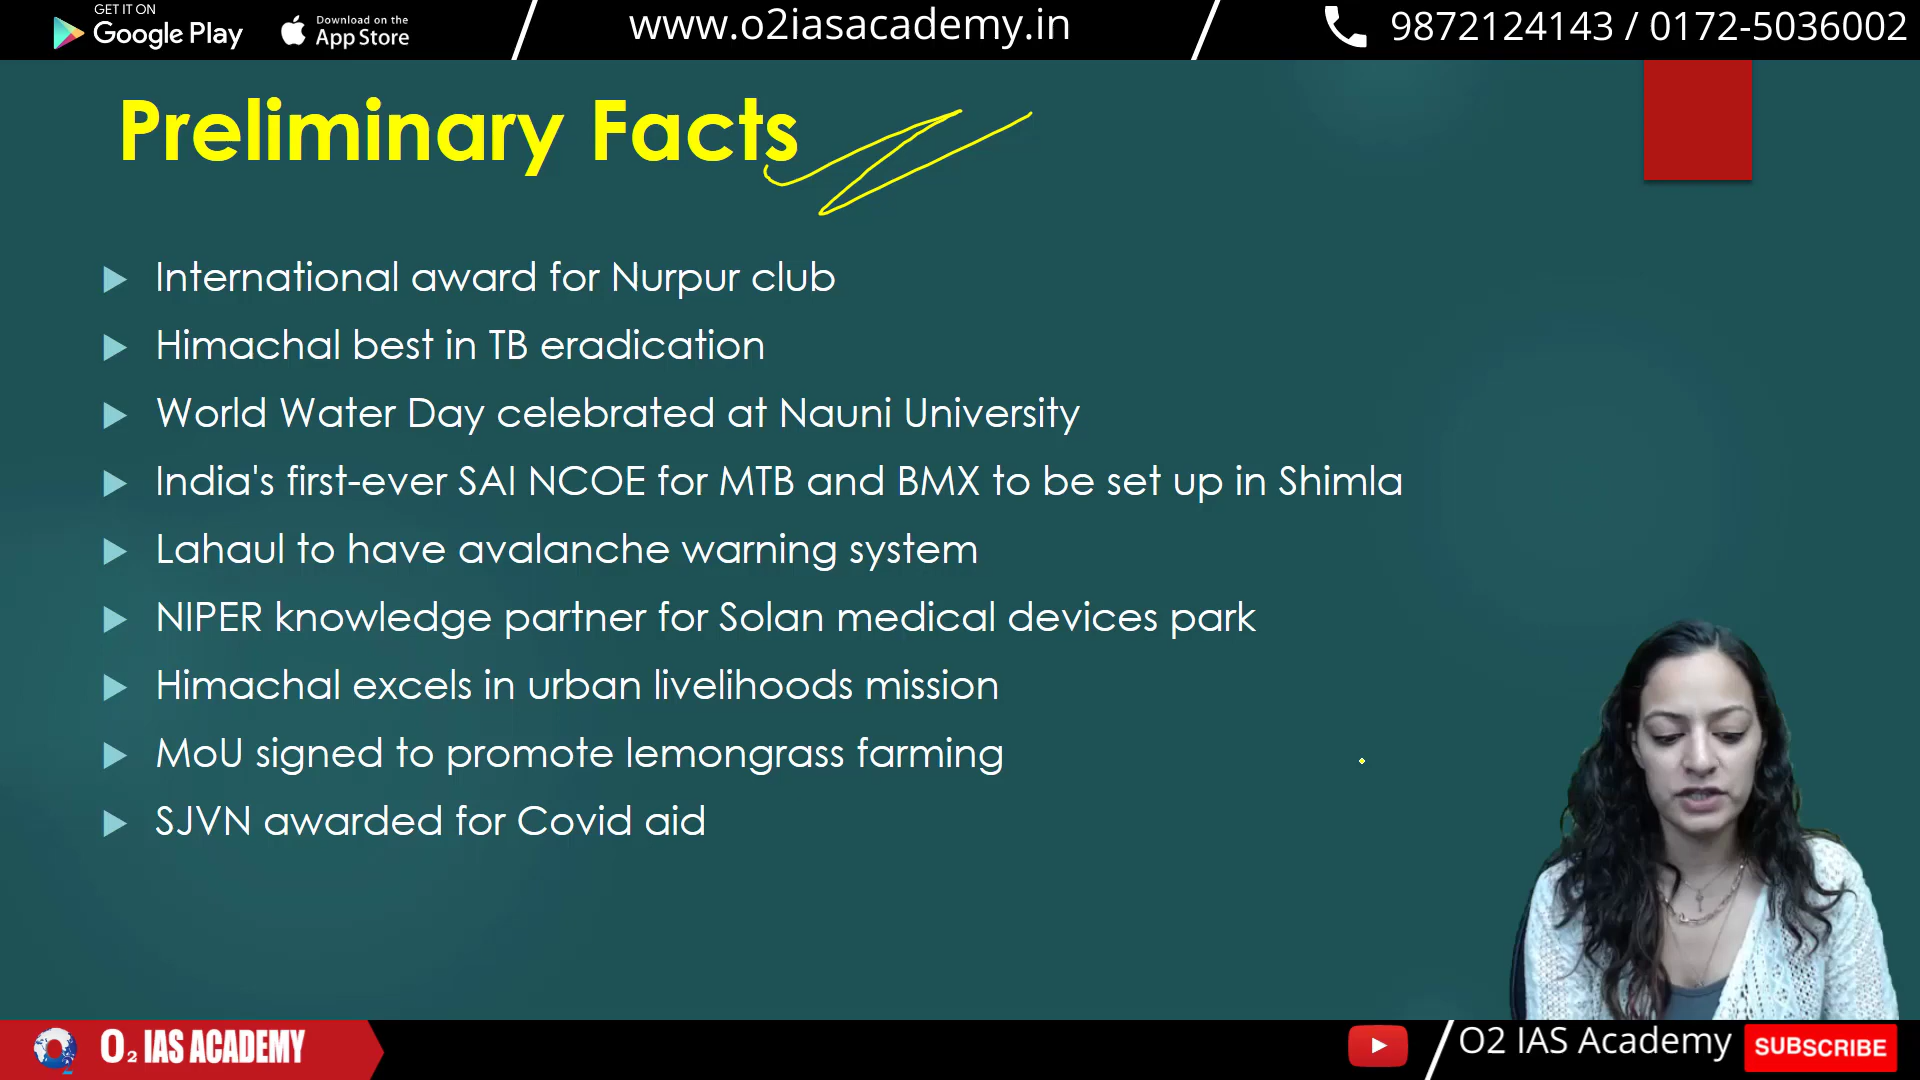 GET IT ON
Google Play
Download on the
App Store
www.o2iasacademy.in
9872124143 / 0172-5036002
Preliminary Facts
International award for Nurpur club
Himachal best in TB eradication
World Water Day celebrated at Nauni University
India's first-ever SAI NCOE for MTB and BMX to be set up in Shimla
Lahaul to have avalanche warning system
NIPER knowledge partner for Solan medical devices park
Himachal excels in urban livelihoods mission
MoU signed to promote lemongrass farming
SJVN awarded for Covid aid
O₂ IAS ACADEMY
O2 IAS Academy
SUBSCRIBE